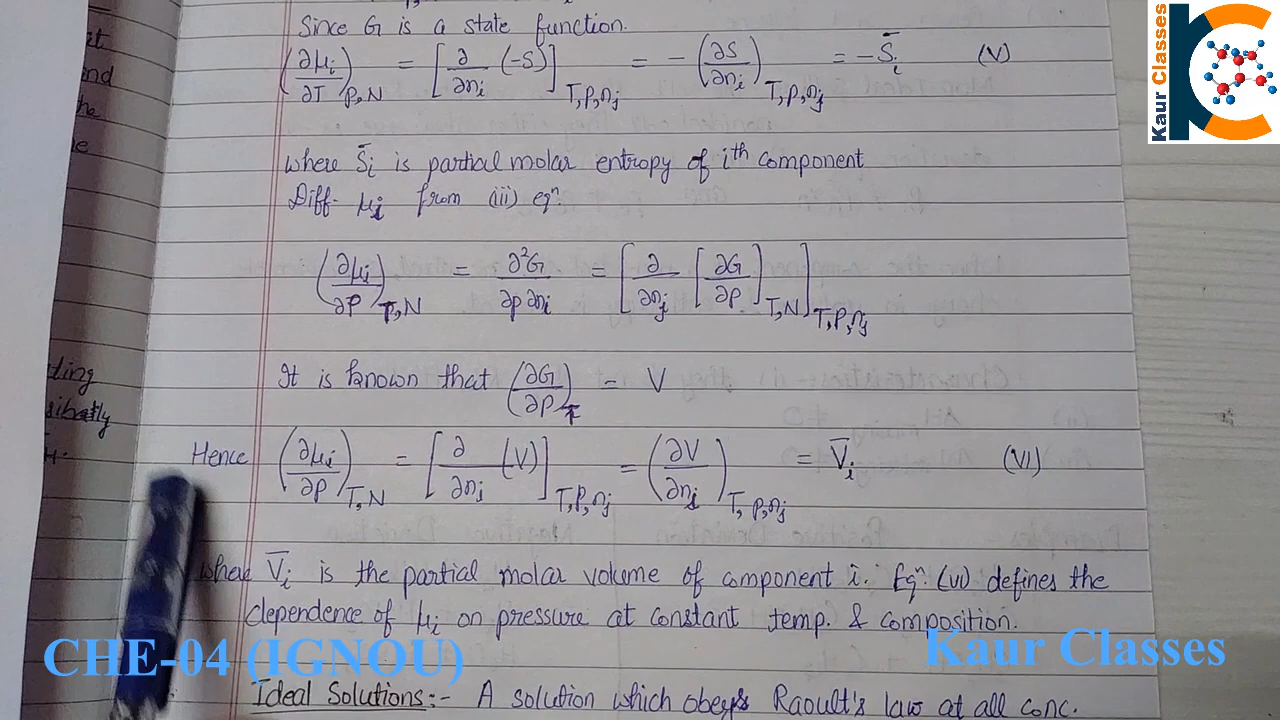 Since G is a state function.
(∂μi/∂T)P,N = [∂/∂ni (-S)]T,P,nj = -(∂S/∂ni)T,P,nj = -S̄i (V)
where S̄i is partial molar entropy of ith component
Diff. μi from (iii) eqn.
(∂μi/∂P)T,N = ∂²G/∂P∂ni = [∂/∂nj [∂G/∂P]T,N]T,P,nj
It is known that (∂G/∂P)T = V
Hence (∂μi/∂P)T,N = [∂/∂ni (V)]T,P,nj = (∂V/∂ni)T,P,nj = V̄i (VI)
where V̄i is the partial molar volume of component i. Eqn. (vi) defines the
dependence of μi on pressure at constant temp. & composition.
Ideal Solutions:- A solution which obeys Raoult's law at all conc.
CHE-04 (IGNOU)
Kaur Classes
Kaur Classes